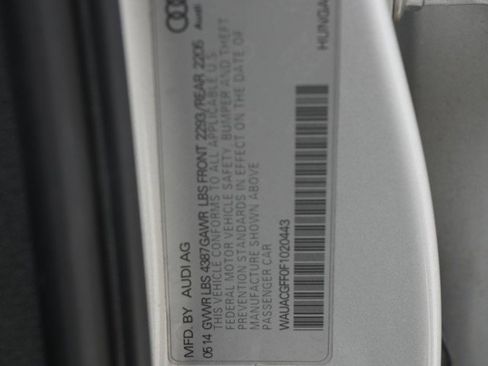 MFD. BY AUDI AG
Audi
05 14 GVWR LBS 4387 GAWR LBS FRONT 2293/REAR 2205
THIS VEHICLE CONFORMS TO ALL APPLICABLE U.S.
FEDERAL MOTOR VEHICLE SAFETY, BUMPER AND THEFT
PREVENTION STANDARDS IN EFFECT ON THE DATE OF
MANUFACTURE SHOWN ABOVE
PASSENGER CAR
WAUACGFF0F1020443